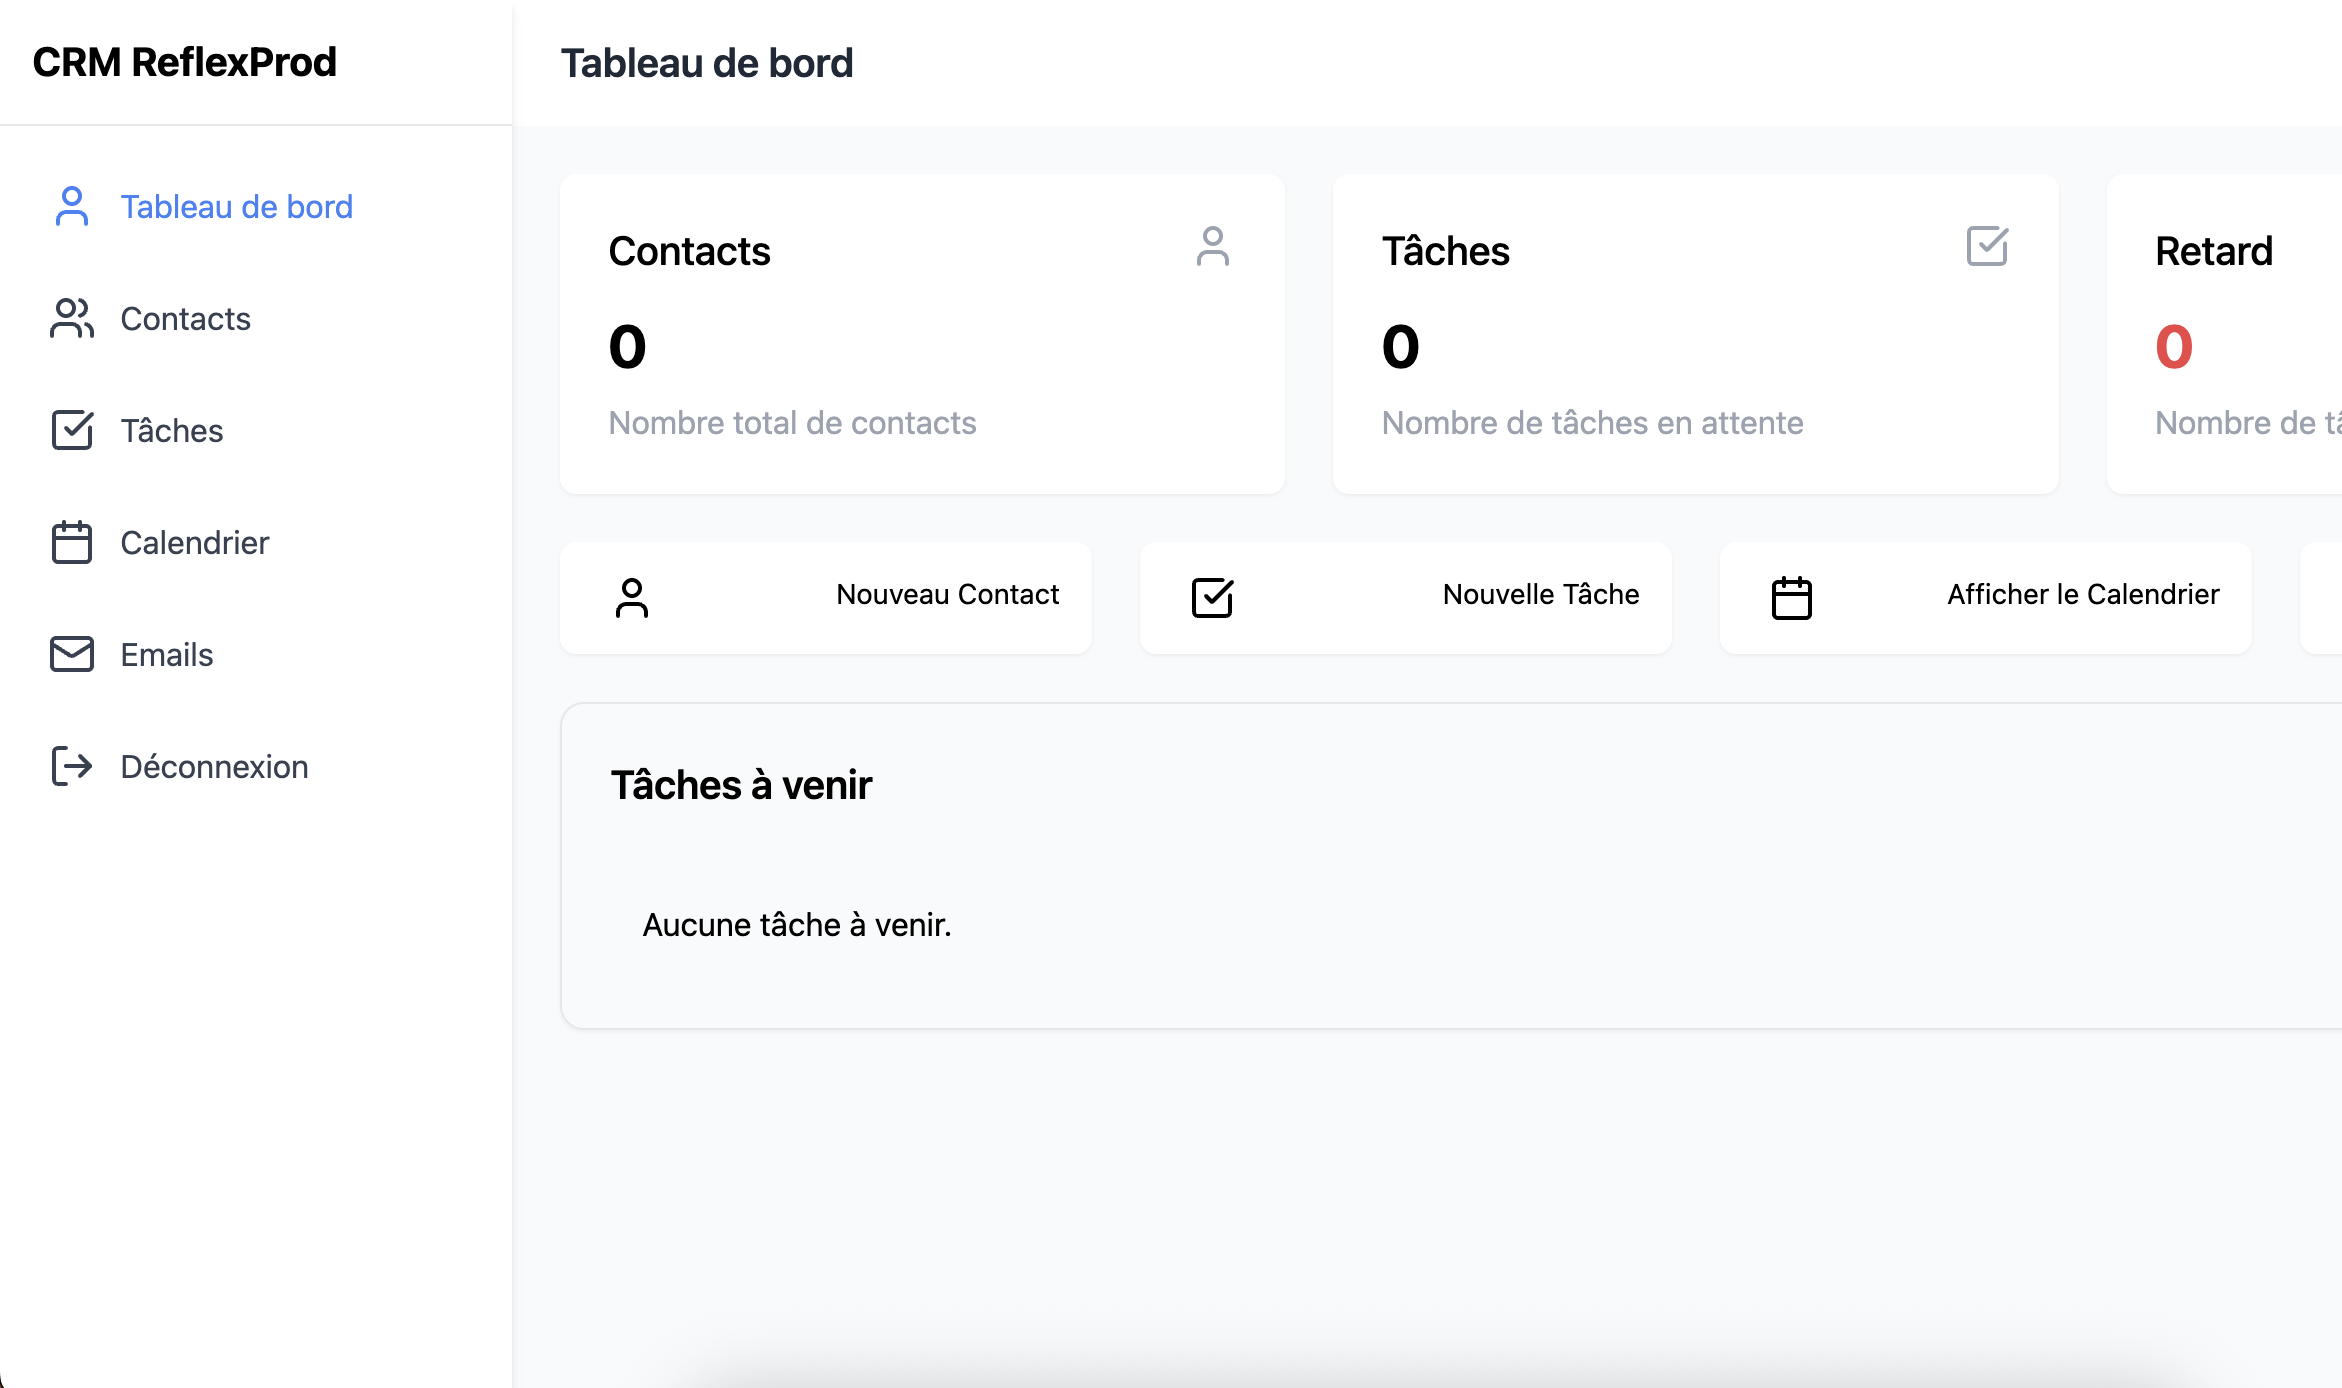 CRM ReflexProd
Tableau de bord
Contacts
Tâches
Calendrier
Emails
Déconnexion
Tableau de bord
Contacts
0
Nombre total de contacts
Tâches
0
Nombre de tâches en attente
Retard
0
Nombre de
Nouveau Contact
Nouvelle Tâche
Afficher le Calendrier
Tâches à venir
Aucune tâche à venir.